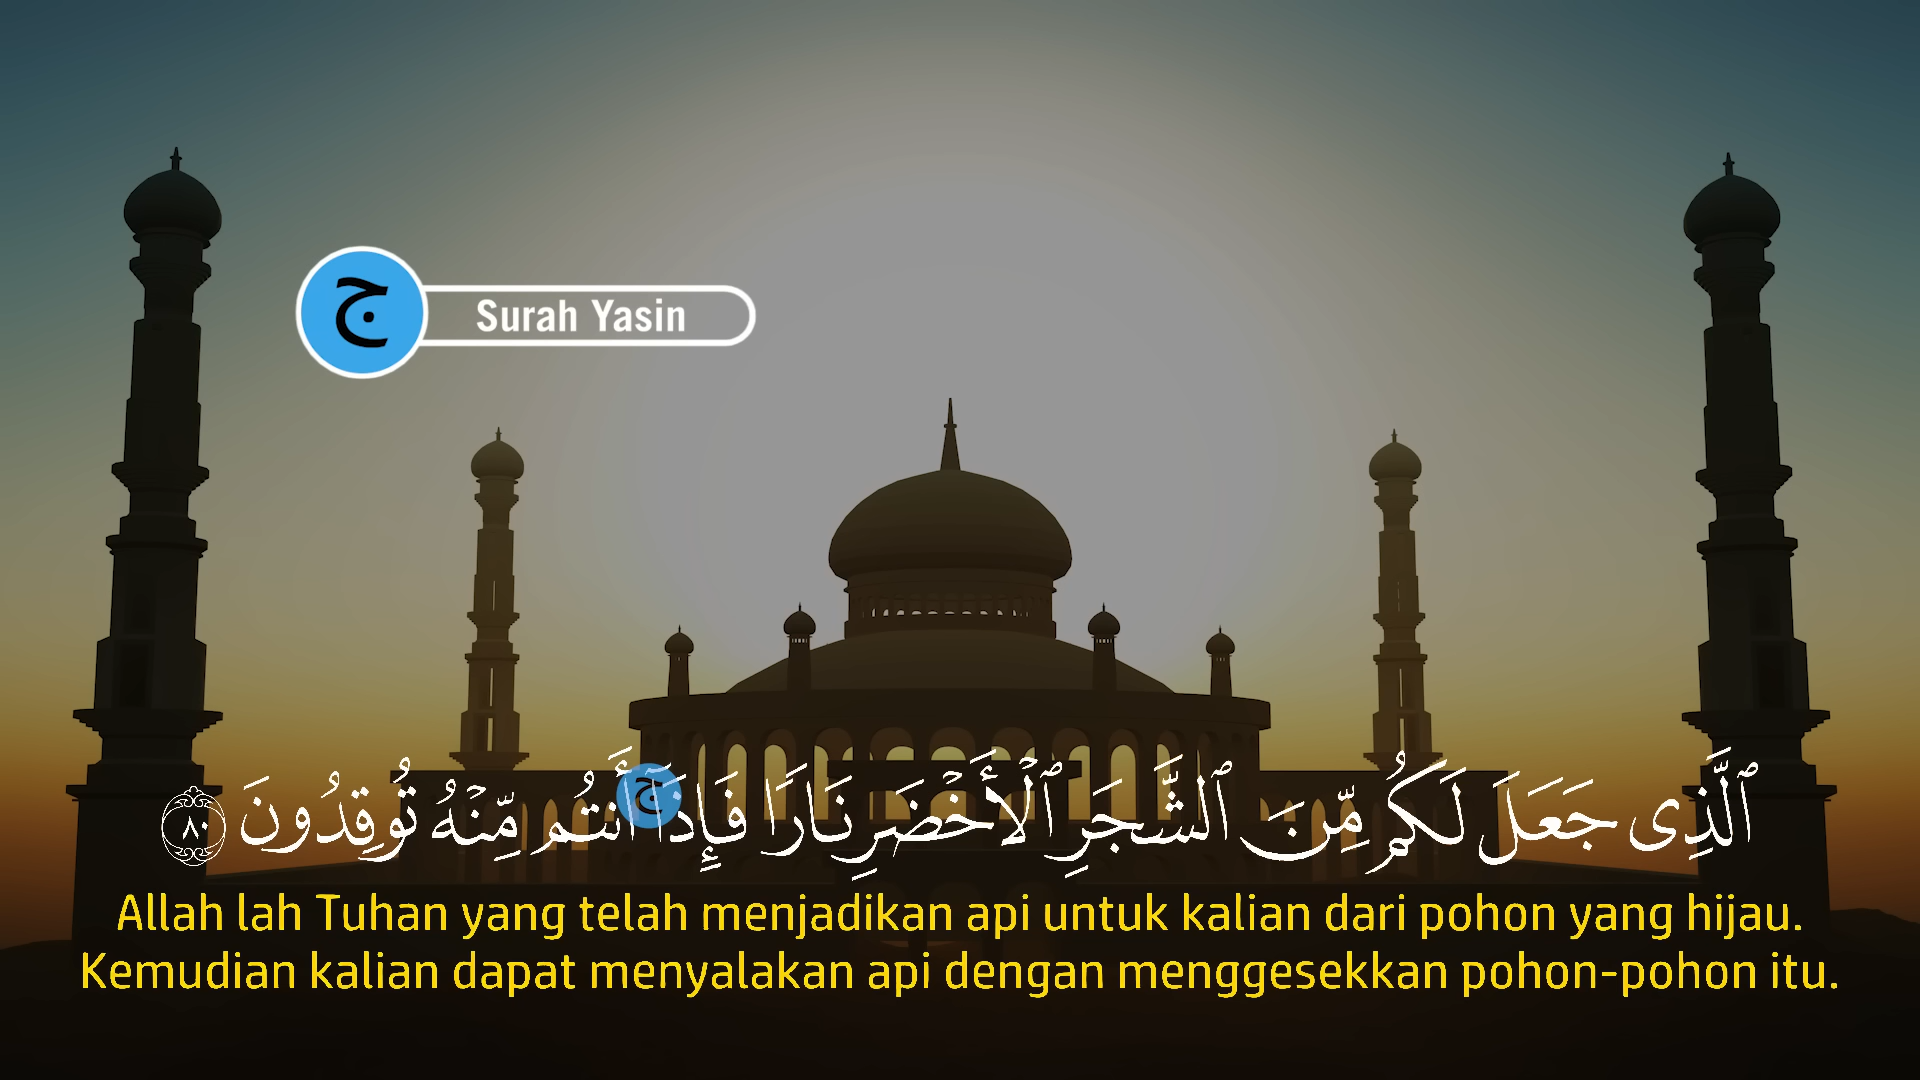 ج
Surah Yasin
ٱلَّذِى جَعَلَ لَكُم مِّنَ ٱلشَّجَرِ ٱلْأَخْضَرِ نَارًا فَإِذَآ أَنتُم مِّنْهُ تُوقِدُونَ ٨٠
ج
Allah lah Tuhan yang telah menjadikan api untuk kalian dari pohon yang hijau.
Kemudian kalian dapat menyalakan api dengan menggesekkan pohon-pohon itu.